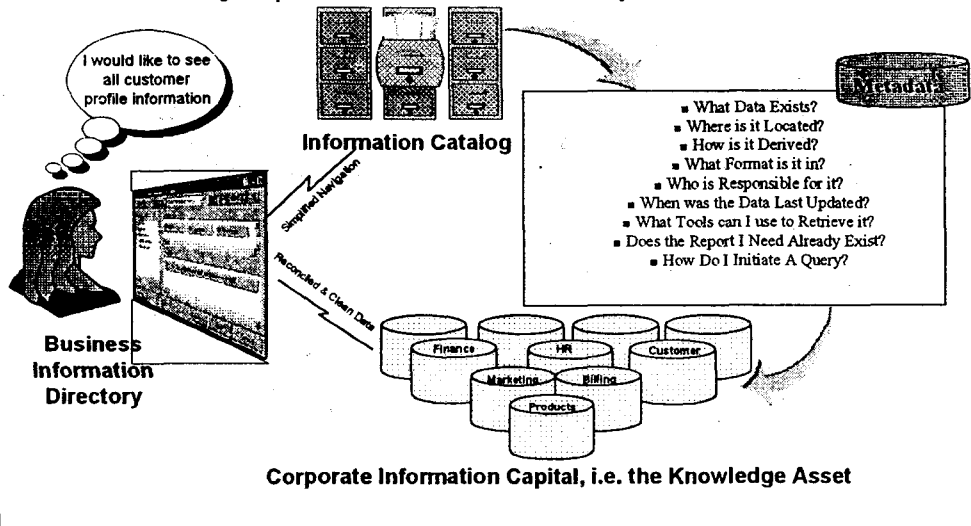 I would like to see
all customer
profile information
Information Catalog
Metadata
▪ What Data Exists?
▪ Where is it Located?
▪ How is it Derived?
▪ What Format is it in?
▪ Who is Responsible for it?
▪ When was the Data Last Updated?
▪ What Tools can I use to Retrieve it?
▪ Does the Report I Need Already Exist?
▪ How Do I Initiate A Query?
Simplified Navigation
Reconciled & Clean Data
Business
Information
Directory
Finance
HR
Customer
Marketing
Billing
Products
Corporate Information Capital, i.e. the Knowledge Asset